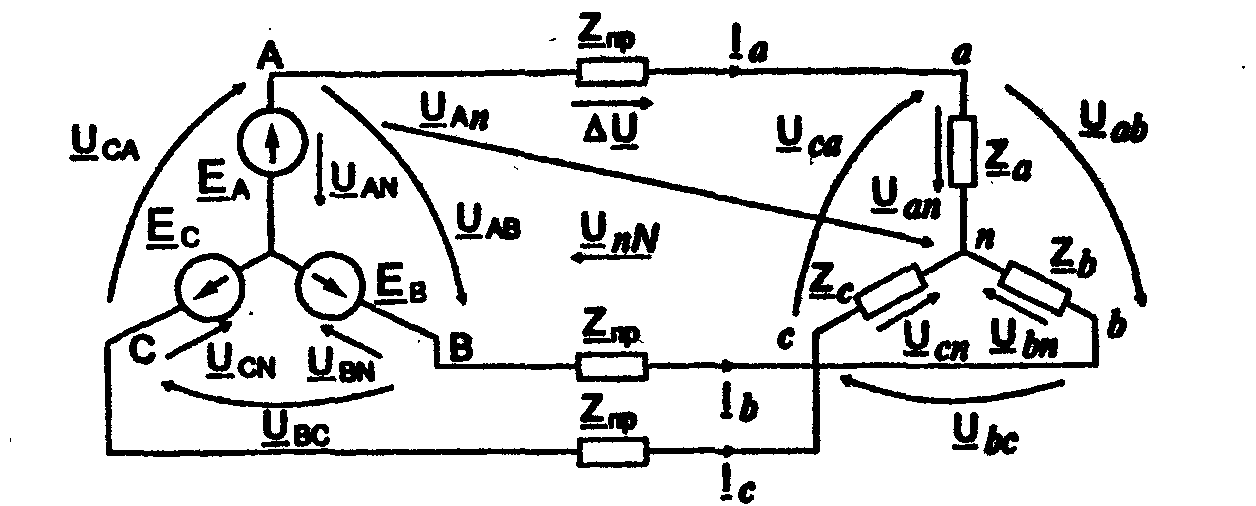 A
Z пр
I a
a
U CA
U An
ΔU
U ca
U ab
E A
U AN
Z a
U an
E C
U AB
U nN
n
E B
Z c
Z b
C
U CN
U BN
B
Z пр
c
U cn
U bn
b
U BC
I b
U bc
Z пр
I c